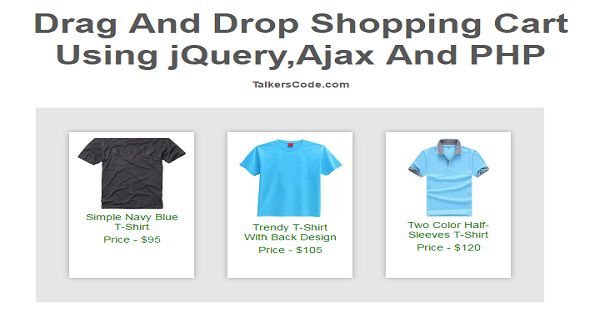 Drag And Drop Shopping Cart
Using jQuery,Ajax And PHP
TalkersCode.com
Simple Navy Blue
T-Shirt
Price - $95
Trendy T-Shirt
With Back Design
Price - $105
Two Color Half-
Sleeves T-Shirt
Price - $120